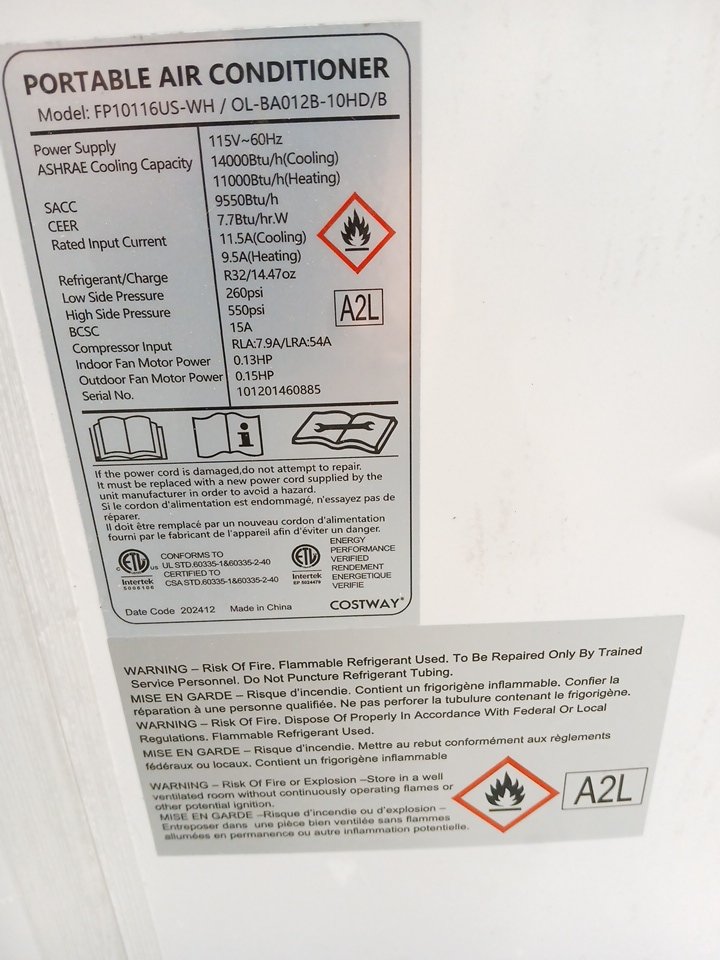 PORTABLE AIR CONDITIONER
Model: FP10116US-WH / OL-BA012B-10HD/B
Power Supply 115V~60Hz
ASHRAE Cooling Capacity 14000Btu/h(Cooling)
11000Btu/h(Heating)
SACC 9550Btu/h
CEER 7.7Btu/hr.W
Rated Input Current 11.5A(Cooling)
9.5A(Heating)
Refrigerant/Charge R32/14.47oz
Low Side Pressure 260psi
High Side Pressure 550psi
BCSC 15A
Compressor Input RLA:7.9A/LRA:54A
Indoor Fan Motor Power 0.13HP
Outdoor Fan Motor Power 0.15HP
Serial No. 101201460885
A2L
If the power cord is damaged,do not attempt to repair.
It must be replaced with a new power cord supplied by the
unit manufacturer in order to avoid a hazard.
Si le cordon d'alimentation est endommagé, n'essayez pas de
réparer.
Il doit être remplacé par un nouveau cordon d'alimentation
fourni par le fabricant de l'appareil afin d'éviter un danger.
c ETL us
Intertek
5006106
CONFORMS TO
UL STD.60335-1&60335-2-40
CERTIFIED TO
CSA STD.60335-1&60335-2-40
ETL
Intertek
EP 5024479
ENERGY
PERFORMANCE
VERIFIED
RENDEMENT
ENERGETIQUE
VERIFIE
Date Code 202412 Made in China COSTWAY®
WARNING – Risk Of Fire. Flammable Refrigerant Used. To Be Repaired Only By Trained
Service Personnel. Do Not Puncture Refrigerant Tubing.
MISE EN GARDE – Risque d'incendie. Contient un frigorigène inflammable. Confier la
réparation à une personne qualifiée. Ne pas perforer la tubulure contenant le frigorigène.
WARNING – Risk Of Fire. Dispose Of Properly In Accordance With Federal Or Local
Regulations. Flammable Refrigerant Used.
MISE EN GARDE – Risque d'incendie. Mettre au rebut conformément aux règlements
fédéraux ou locaux. Contient un frigorigène inflammable
WARNING – Risk Of Fire or Explosion –Store in a well
ventilated room without continuously operating flames or
other potential ignition.
MISE EN GARDE –Risque d'incendie ou d'explosion –
Entreposer dans une pièce bien ventilée sans flammes
allumées en permanence ou autre inflammation potentielle.
A2L